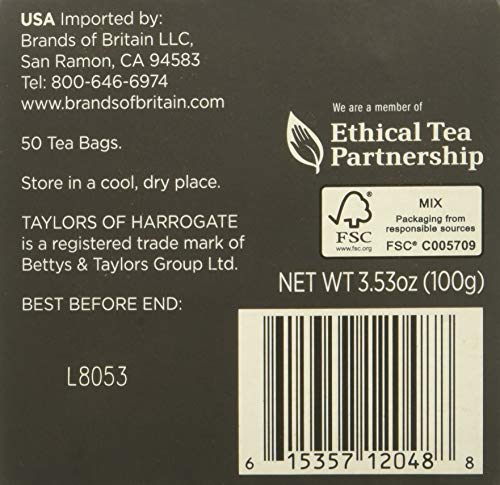 USA Imported by:
Brands of Britain LLC,
San Ramon, CA 94583
Tel: 800-646-6974
www.brandsofbritain.com
50 Tea Bags.
Store in a cool, dry place.
TAYLORS OF HARROGATE
is a registered trade mark of
Bettys & Taylors Group Ltd.
BEST BEFORE END:
L8053
We are a member of
Ethical Tea
Partnership
FSC
www.fsc.org
MIX
Packaging from
responsible sources
FSC® C005709
NET WT 3.53oz (100g)
6 15357 12048 8